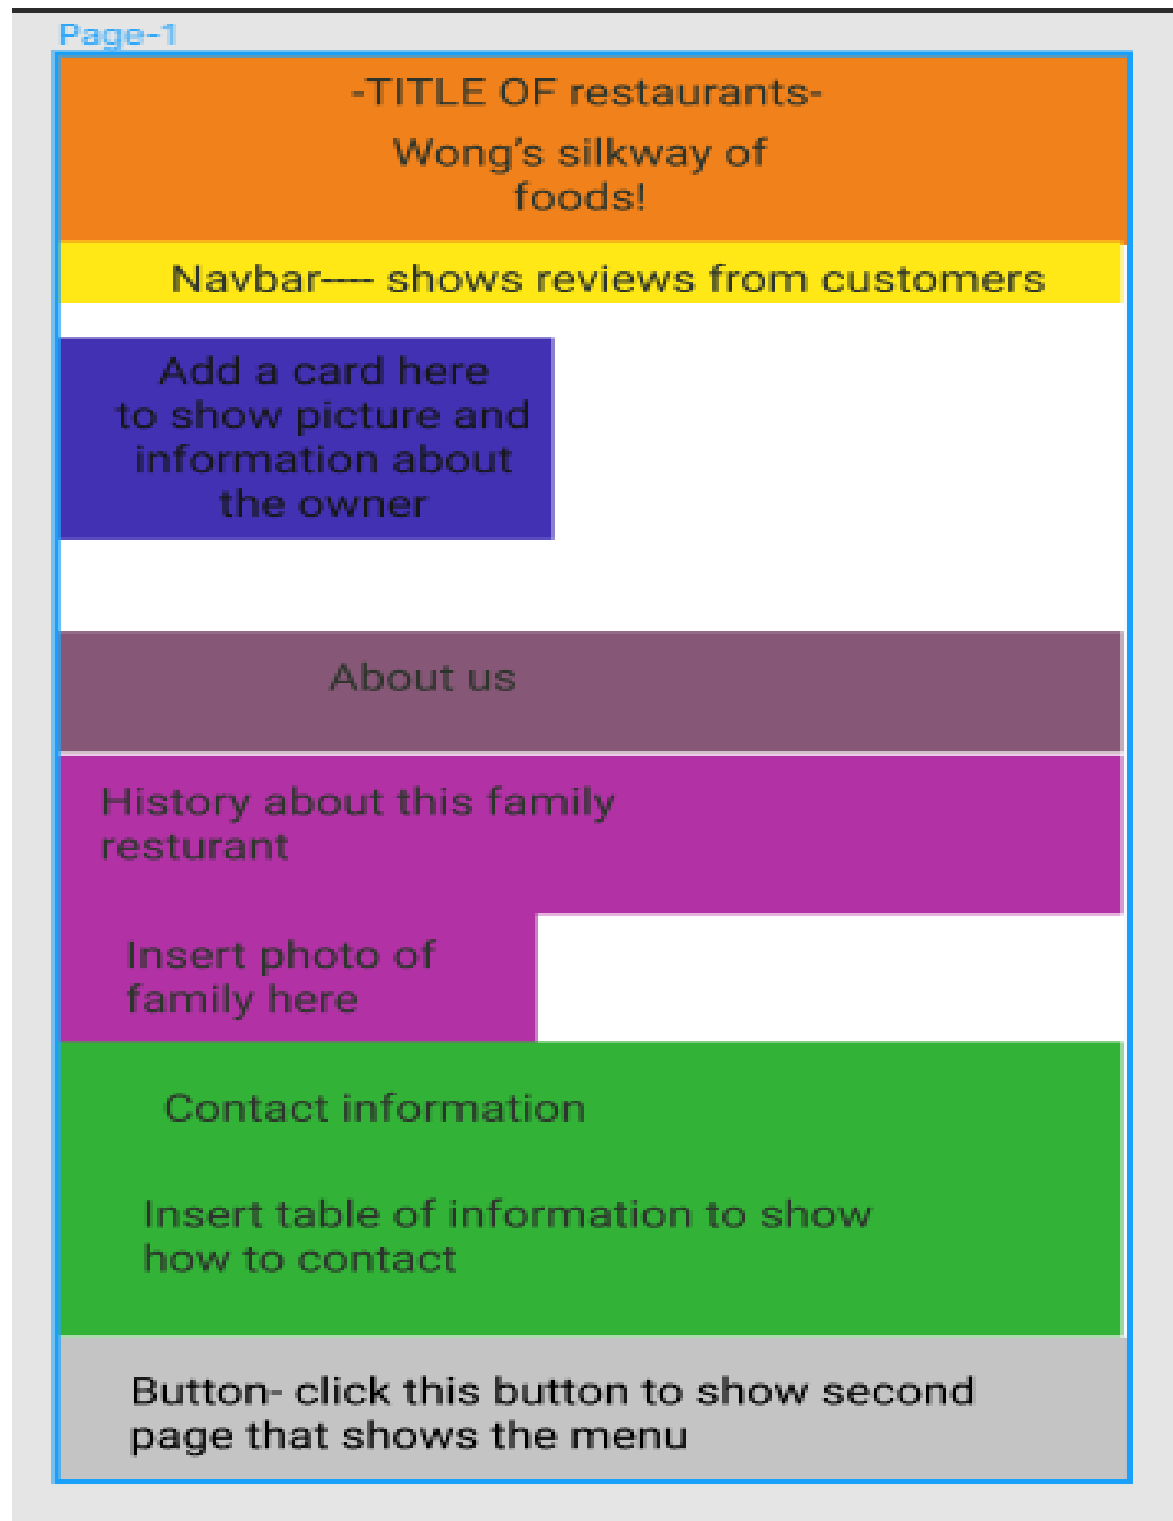 Page-1
-TITLE OF restaurants-
Wong's silkway of
foods!
Navbar---- shows reviews from customers
Add a card here
to show picture and
information about
the owner
About us
History about this family
resturant
Insert photo of
family here
Contact information
Insert table of information to show
how to contact
Button- click this button to show second
page that shows the menu